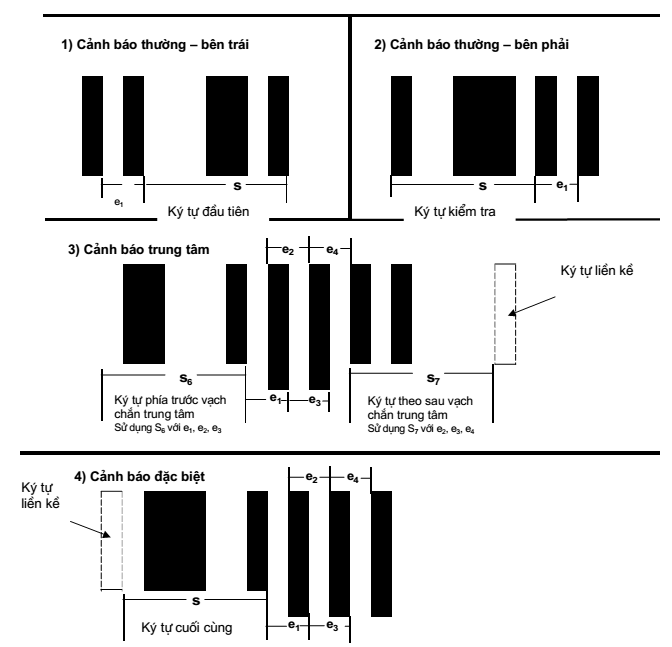 1) Cảnh báo thường – bên trái
s
e₁
Ký tự đầu tiên
2) Cảnh báo thường – bên phải
s
e₁
Ký tự kiểm tra
3) Cảnh báo trung tâm
e₂
e₄
Ký tự liền kề
s₆
s₇
e₁
e₃
Ký tự phía trước vạch
chắn trung tâm
Sử dụng S₆ với e₁, e₂, e₃
Ký tự theo sau vạch
chắn trung tâm
Sử dụng S₇ với e₂, e₃, e₄
4) Cảnh báo đặc biệt
e₂
e₄
Ký tự
liền kề
s
Ký tự cuối cùng
e₁
e₃